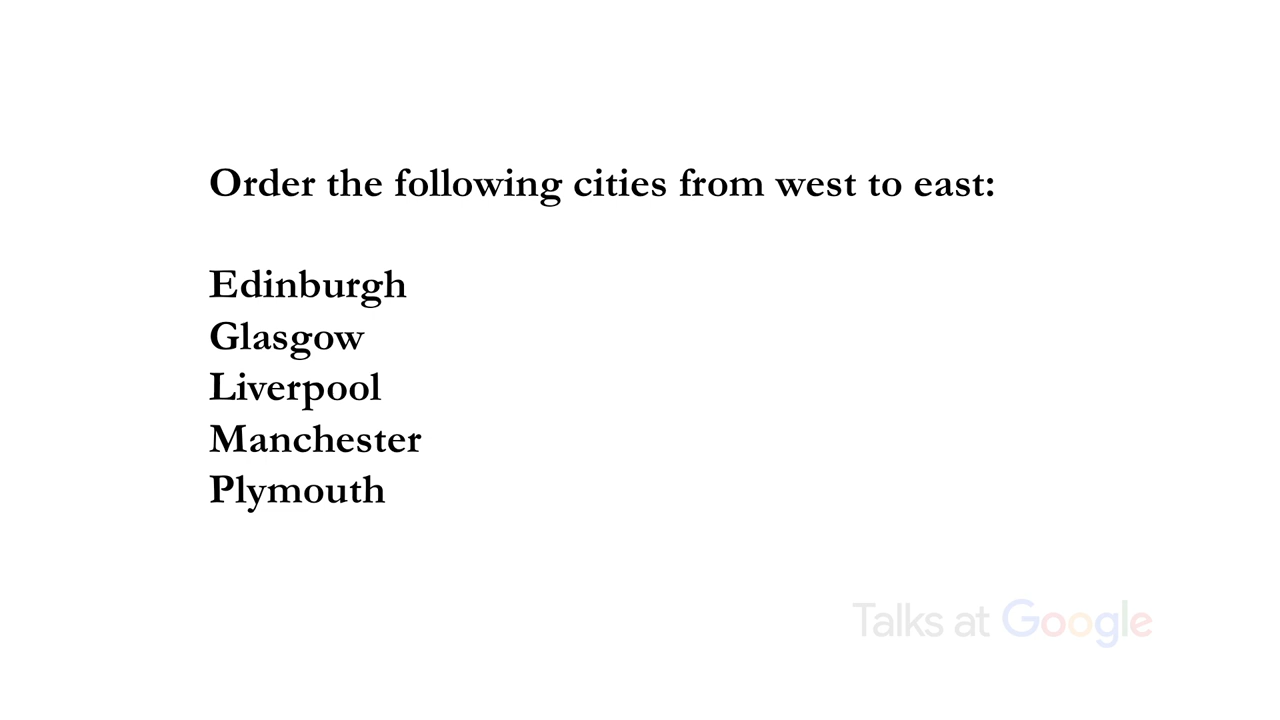 Order the following cities from west to east:
Edinburgh
Glasgow
Liverpool
Manchester
Plymouth
Talks at Google